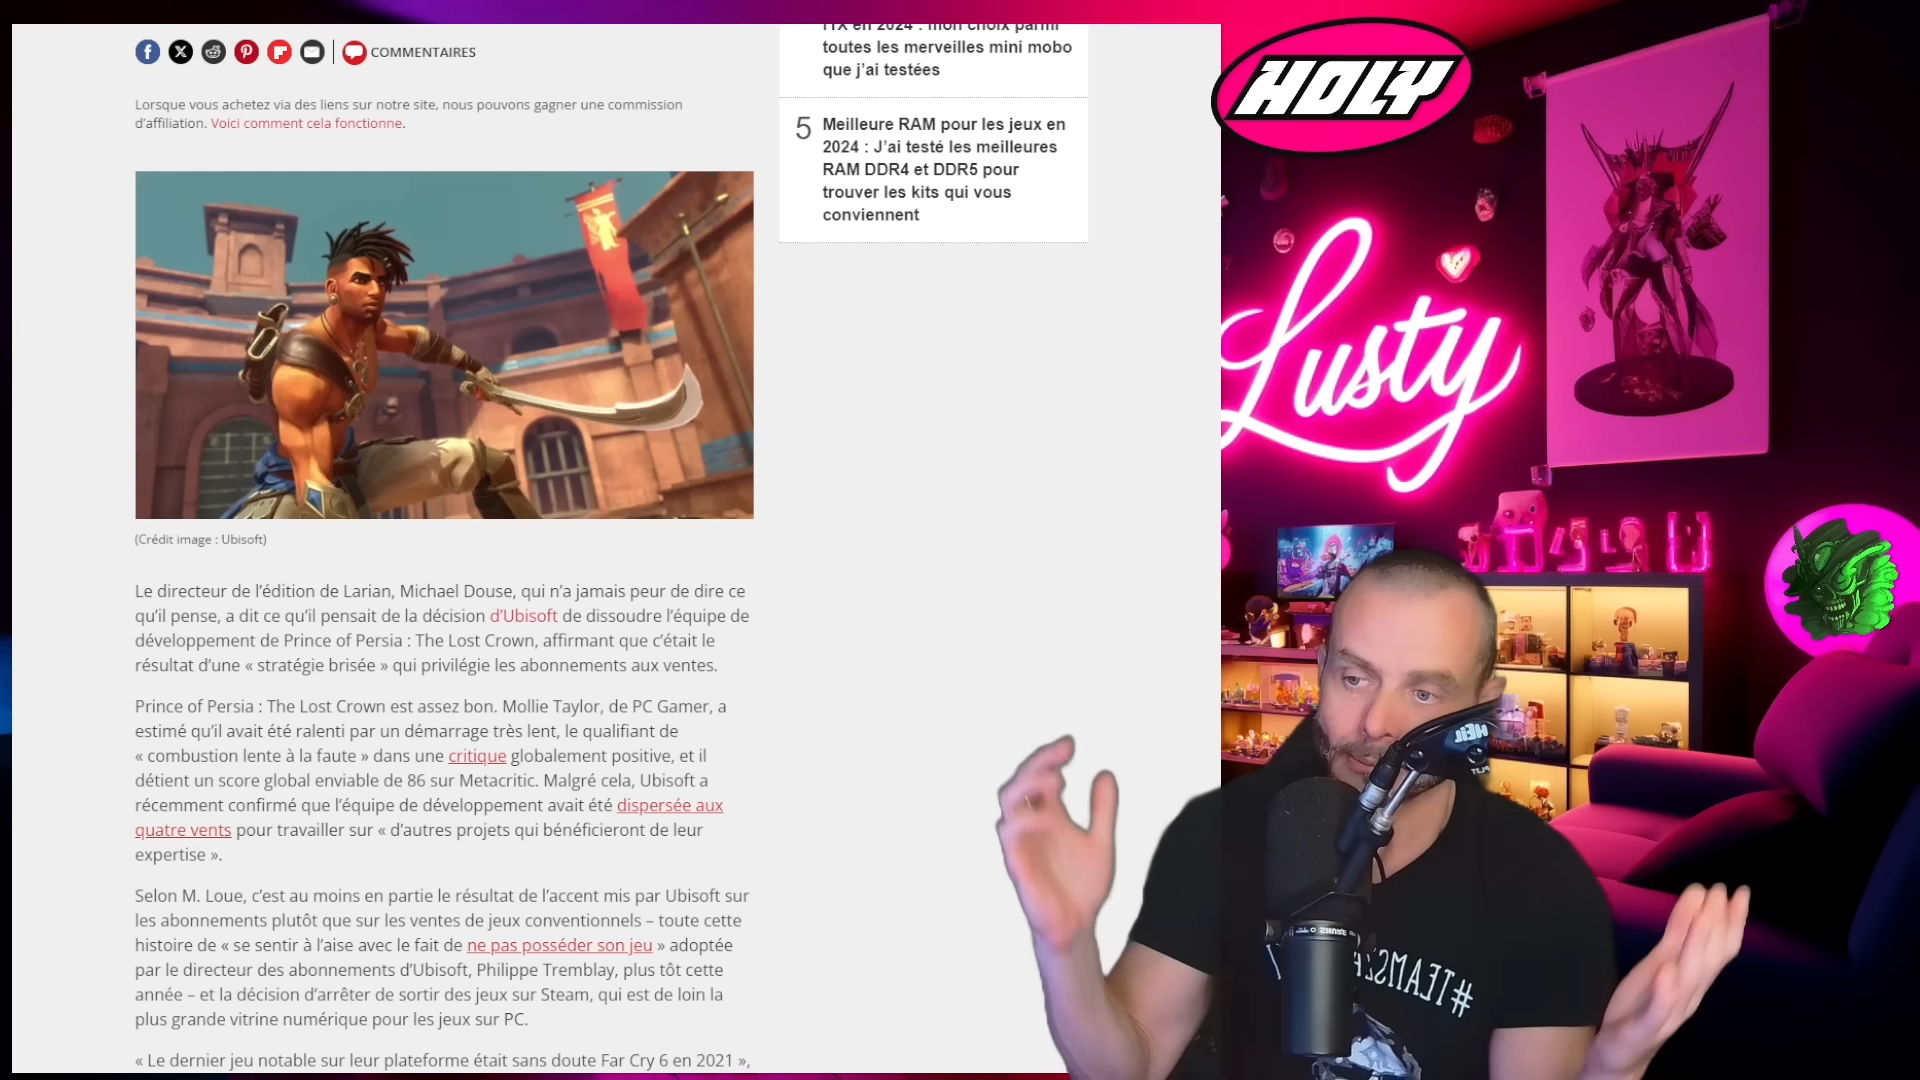 COMMENTAIRES
Lorsque vous achetez via des liens sur notre site, nous pouvons gagner une commission
d’affiliation. Voici comment cela fonctionne.
ITX en 2024 : mon choix parmi
toutes les merveilles mini mobo
que j’ai testées
5
Meilleure RAM pour les jeux en
2024 : J’ai testé les meilleures
RAM DDR4 et DDR5 pour
trouver les kits qui vous
conviennent
(Crédit image : Ubisoft)
Le directeur de l’édition de Larian, Michael Douse, qui n’a jamais peur de dire ce
qu’il pense, a dit ce qu’il pensait de la décision d’Ubisoft de dissoudre l’équipe de
développement de Prince of Persia : The Lost Crown, affirmant que c’était le
résultat d’une « stratégie brisée » qui privilégie les abonnements aux ventes.
Prince of Persia : The Lost Crown est assez bon. Mollie Taylor, de PC Gamer, a
estimé qu’il avait été ralenti par un démarrage très lent, le qualifiant de
« combustion lente à la faute » dans une critique globalement positive, et il
détient un score global enviable de 86 sur Metacritic. Malgré cela, Ubisoft a
récemment confirmé que l’équipe de développement avait été dispersée aux
quatre vents pour travailler sur « d’autres projets qui bénéficieront de leur
expertise ».
Selon M. Loue, c’est au moins en partie le résultat de l’accent mis par Ubisoft sur
les abonnements plutôt que sur les ventes de jeux conventionnels – toute cette
histoire de « se sentir à l’aise avec le fait de ne pas posséder son jeu » adoptée
par le directeur des abonnements d’Ubisoft, Philippe Tremblay, plus tôt cette
année – et la décision d’arrêter de sortir des jeux sur Steam, qui est de loin la
plus grande vitrine numérique pour les jeux sur PC.
« Le dernier jeu notable sur leur plateforme était sans doute Far Cry 6 en 2021 »,
HOLY
Lusty
HEIL
#TEAMS